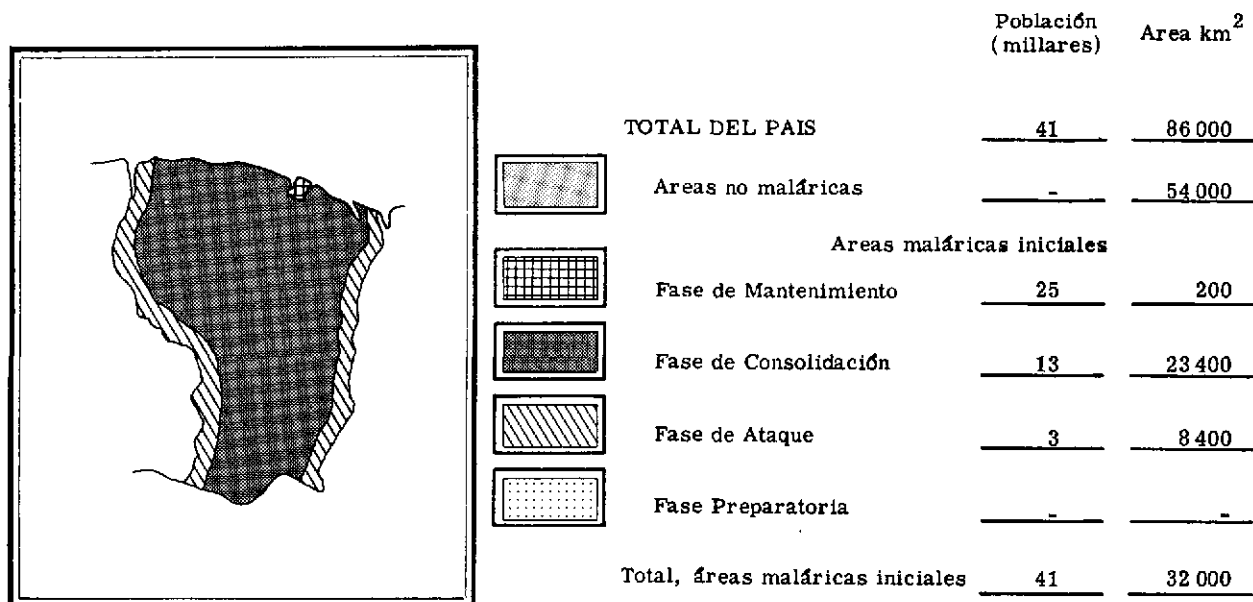 Población (millares) Area km²
TOTAL DEL PAIS 41 86 000
Areas no maláricas - 54 000
Areas maláricas iniciales
Fase de Mantenimiento 25 200
Fase de Consolidación 13 23 400
Fase de Ataque 3 8 400
Fase Preparatoria - -
Total, áreas maláricas iniciales 41 32 000